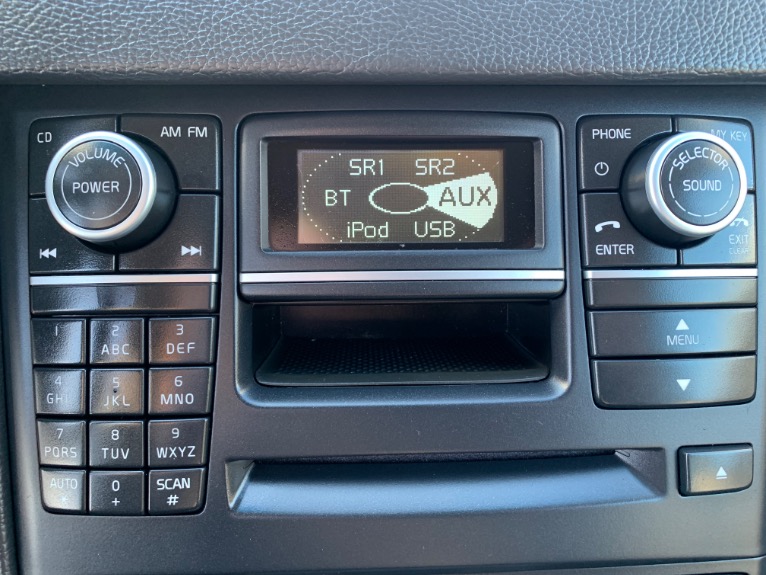 CD
AM FM
VOLUME
POWER
SR1 SR2
BT AUX
iPod USB
PHONE
MY KEY
SELECTOR
SOUND
ENTER
EXIT
CLEAR
MENU
1
2
ABC
3
DEF
4
GHI
5
JKL
6
MNO
7
PQRS
8
TUV
9
WXYZ
AUTO
*
0
+
SCAN
#